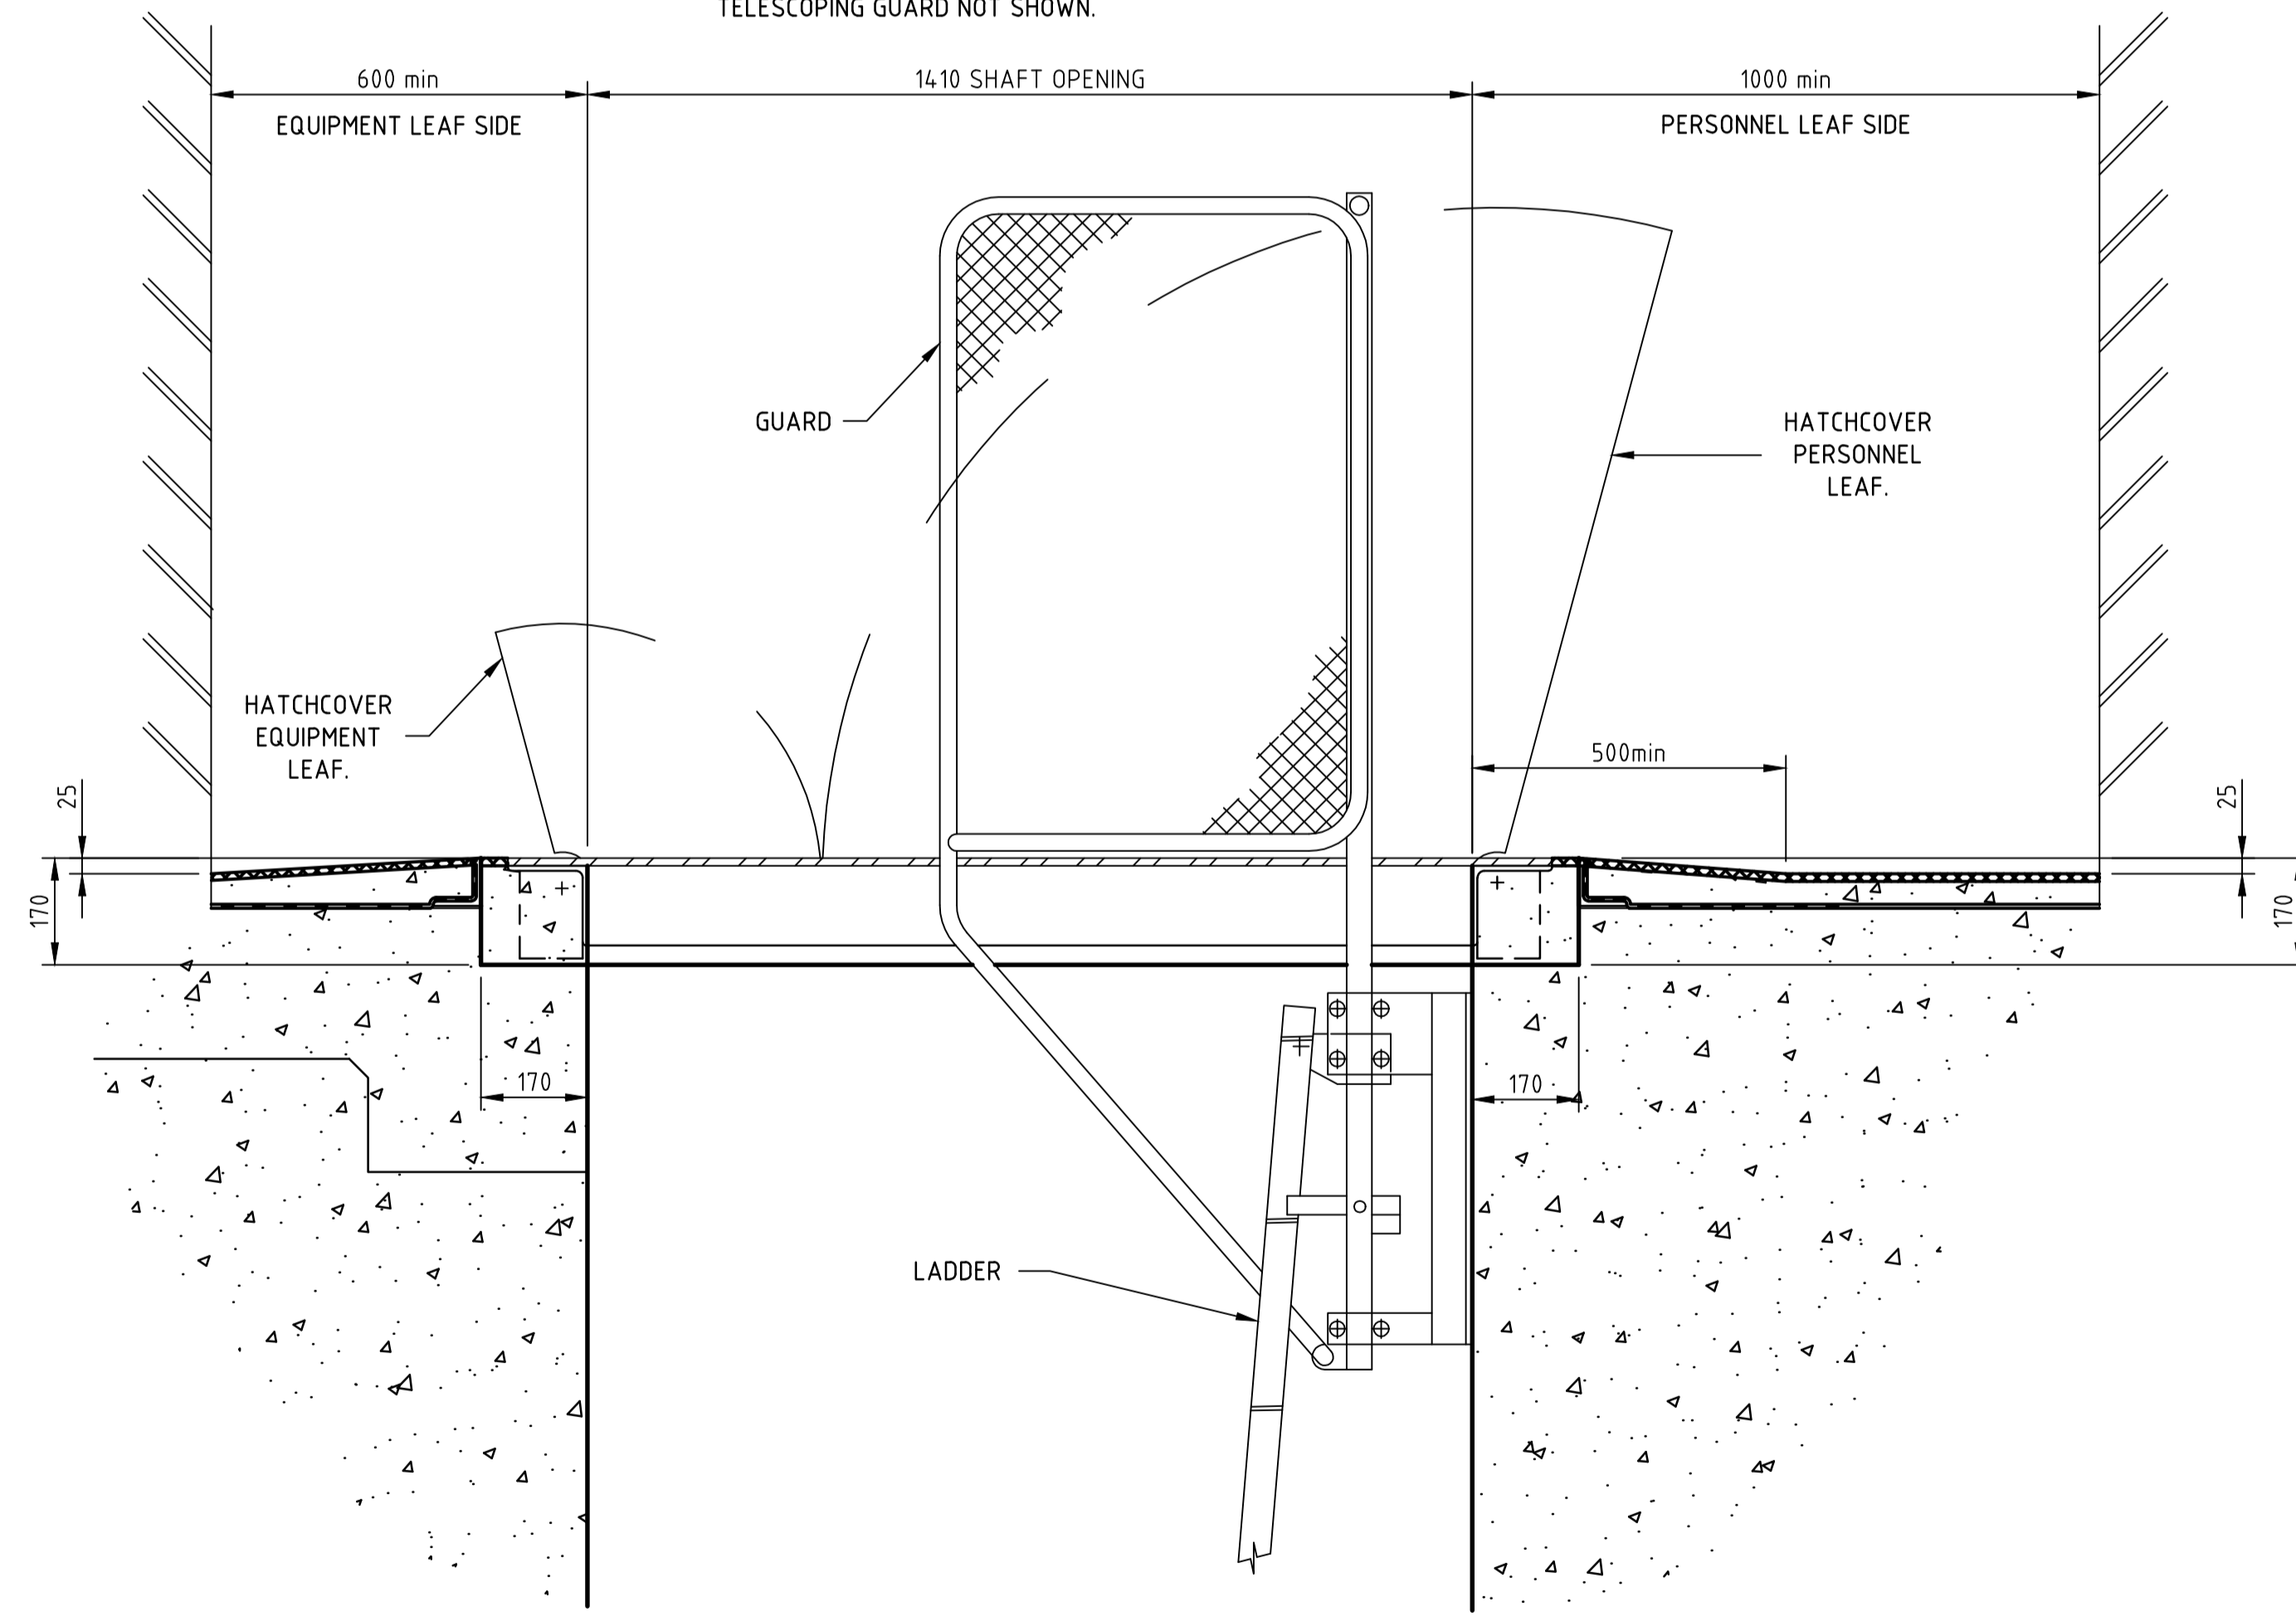 TELESCOPING GUARD NOT SHOWN.
600 min
1410 SHAFT OPENING
1000 min
EQUIPMENT LEAF SIDE
PERSONNEL LEAF SIDE
GUARD
HATCHCOVER
PERSONNEL
LEAF.
HATCHCOVER
EQUIPMENT
LEAF.
500min
25
25
170
170
170
170
LADDER